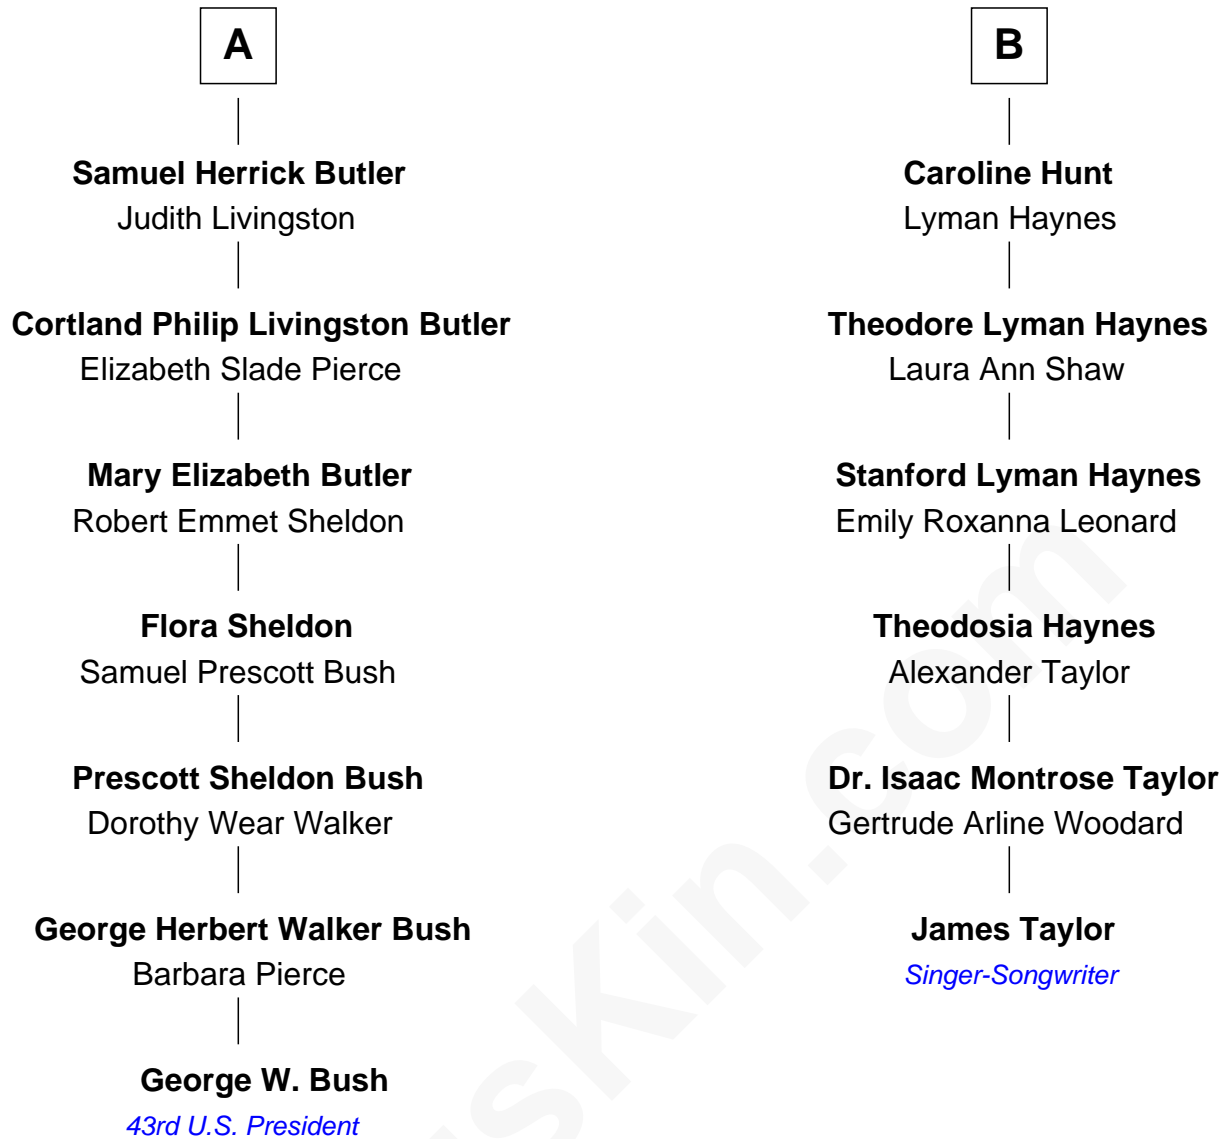 A
Samuel Herrick Butler
Judith Livingston
Cortland Philip Livingston Butler
Elizabeth Slade Pierce
Mary Elizabeth Butler
Robert Emmet Sheldon
Flora Sheldon
Samuel Prescott Bush
Prescott Sheldon Bush
Dorothy Wear Walker
George Herbert Walker Bush
Barbara Pierce
George W. Bush
43rd U.S. President
B
Caroline Hunt
Lyman Haynes
Theodore Lyman Haynes
Laura Ann Shaw
Stanford Lyman Haynes
Emily Roxanna Leonard
Theodosia Haynes
Alexander Taylor
Dr. Isaac Montrose Taylor
Gertrude Arline Woodard
James Taylor
Singer-Songwriter